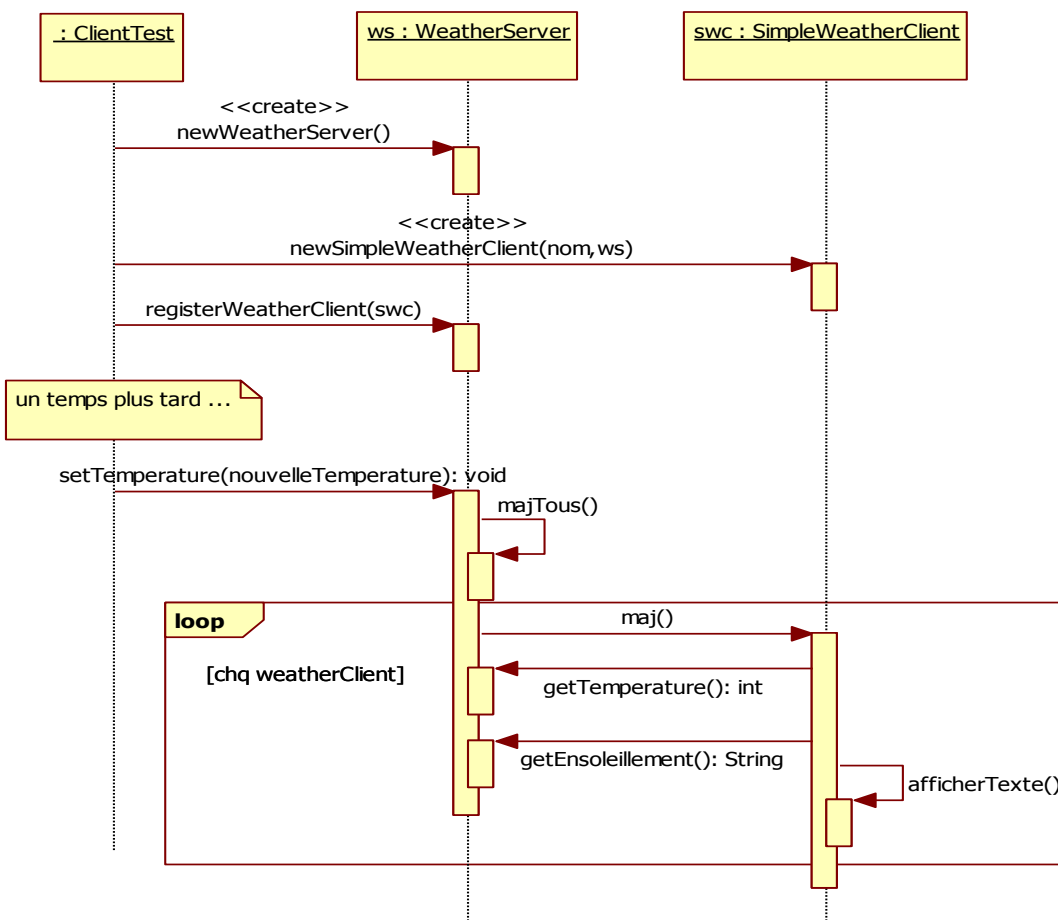 : ClientTest
ws : WeatherServer
swc : SimpleWeatherClient
<<create>>
newWeatherServer()
<<create>>
newSimpleWeatherClient(nom,ws)
registerWeatherClient(swc)
un temps plus tard ...
setTemperature(nouvelleTemperature): void
majTous()
loop
maj()
[chq weatherClient]
getTemperature(): int
getEnsoleillement(): String
afficherTexte()